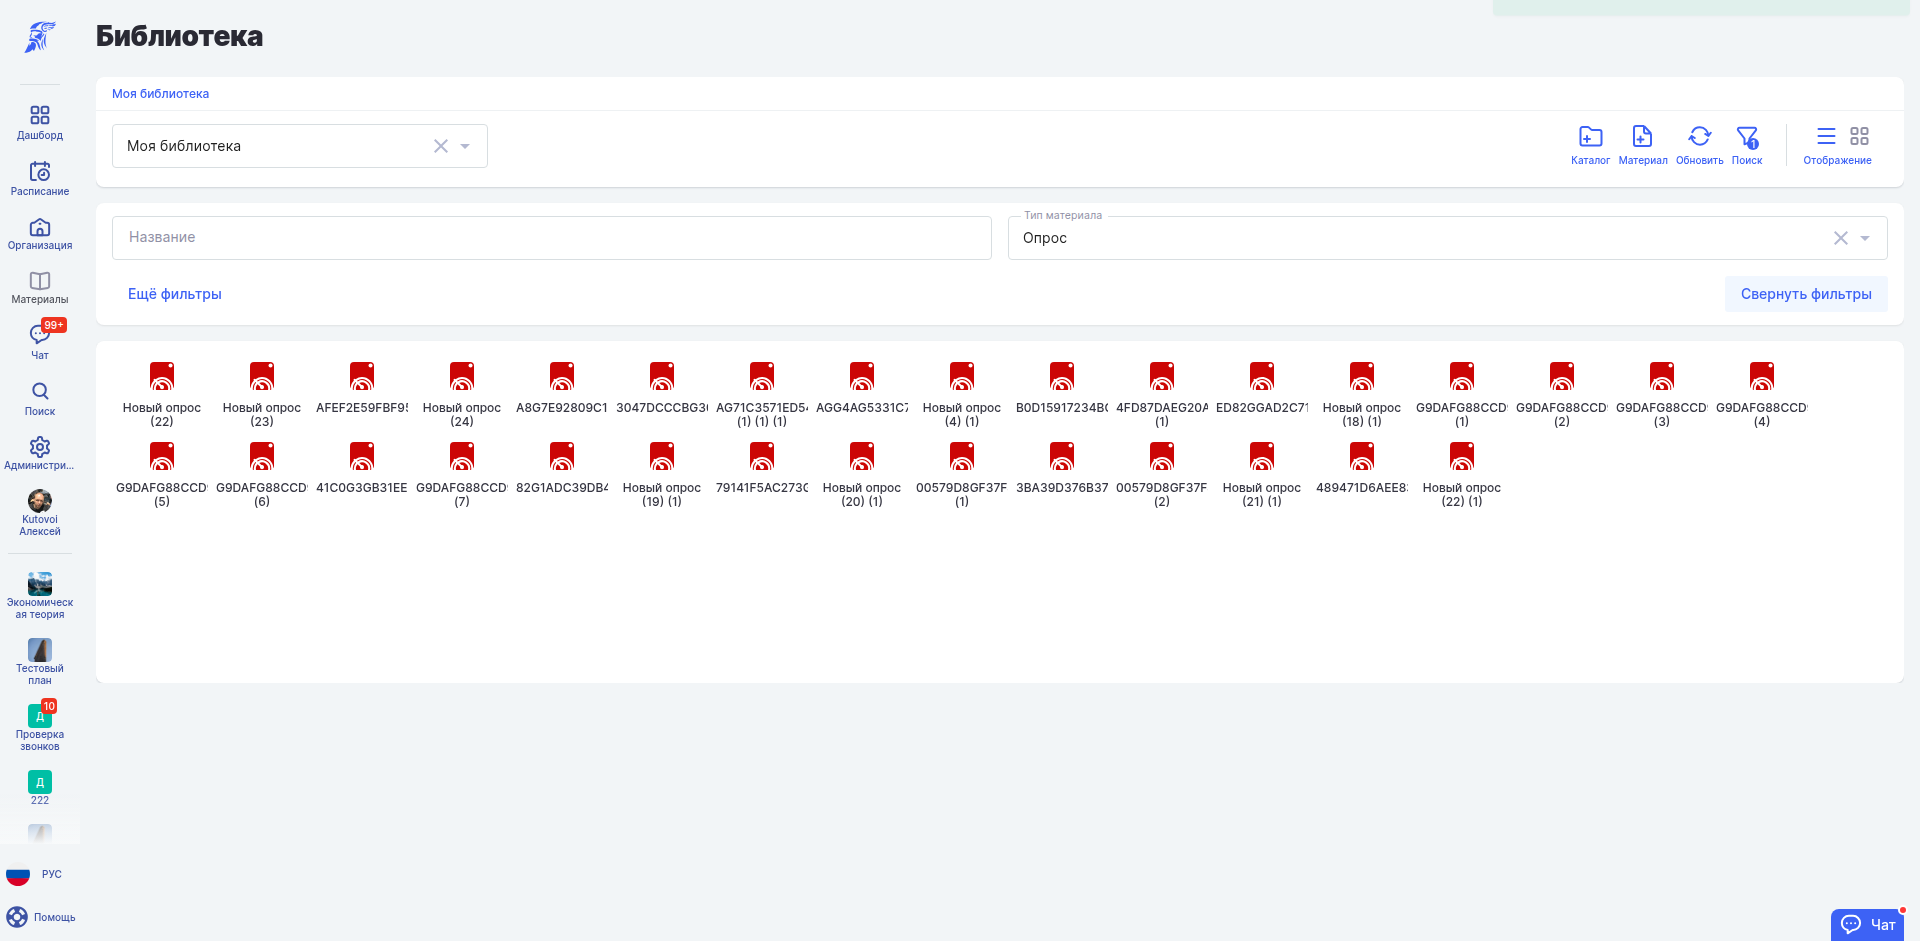 Библиотека
Моя библиотека
Моя библиотека
Каталог
Материал
Обновить
1
Поиск
Отображение
Название
Тип материала
Опрос
Ещё фильтры
Свернуть фильтры
Новый опрос
(22)
Новый опрос
(23)
AFEF2E59FBF9
Новый опрос
(24)
A8G7E92809C1
3047DCCCBG3
AG71C3571ED5
(1) (1) (1)
AGG4AG5331C7
Новый опрос
(4) (1)
B0D15917234B
4FD87DAEG20A
(1)
ED82GGAD2C71
Новый опрос
(18) (1)
G9DAFG88CCD
(1)
G9DAFG88CCD
(2)
G9DAFG88CCD
(3)
G9DAFG88CCD
(4)
G9DAFG88CCD
(5)
G9DAFG88CCD
(6)
41C0G3GB31EE
G9DAFG88CCD
(7)
82G1ADC39DB4
Новый опрос
(19) (1)
79141F5AC273
Новый опрос
(20) (1)
00579D8GF37F
(1)
3BA39D376B37
00579D8GF37F
(2)
Новый опрос
(21) (1)
489471D6AEE8
Новый опрос
(22) (1)
Дашборд
Расписание
Организация
Материалы
99+
Чат
Поиск
Администри...
Kutovoi
Алексей
Экономическ
ая теория
Тестовый
план
10
Д
Проверка
звонков
Д
222
РУС
Помощь
Чат